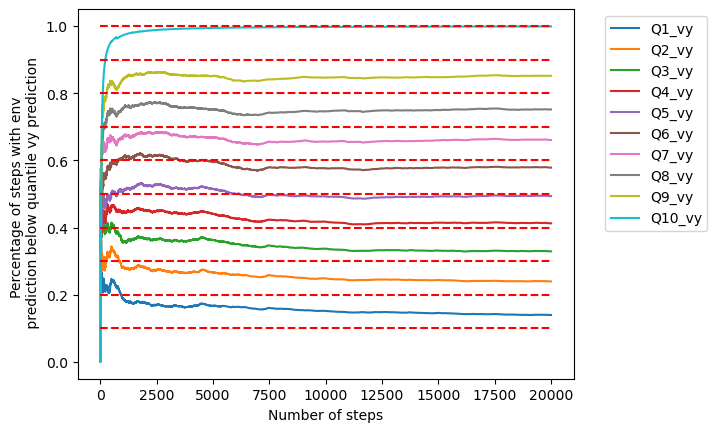 Percentage of steps with env
prediction below quantile vy prediction
1.0
0.8
0.6
0.4
0.2
0.0
0
2500
5000
7500
10000
12500
15000
17500
20000
Number of steps
Q1_vy
Q2_vy
Q3_vy
Q4_vy
Q5_vy
Q6_vy
Q7_vy
Q8_vy
Q9_vy
Q10_vy